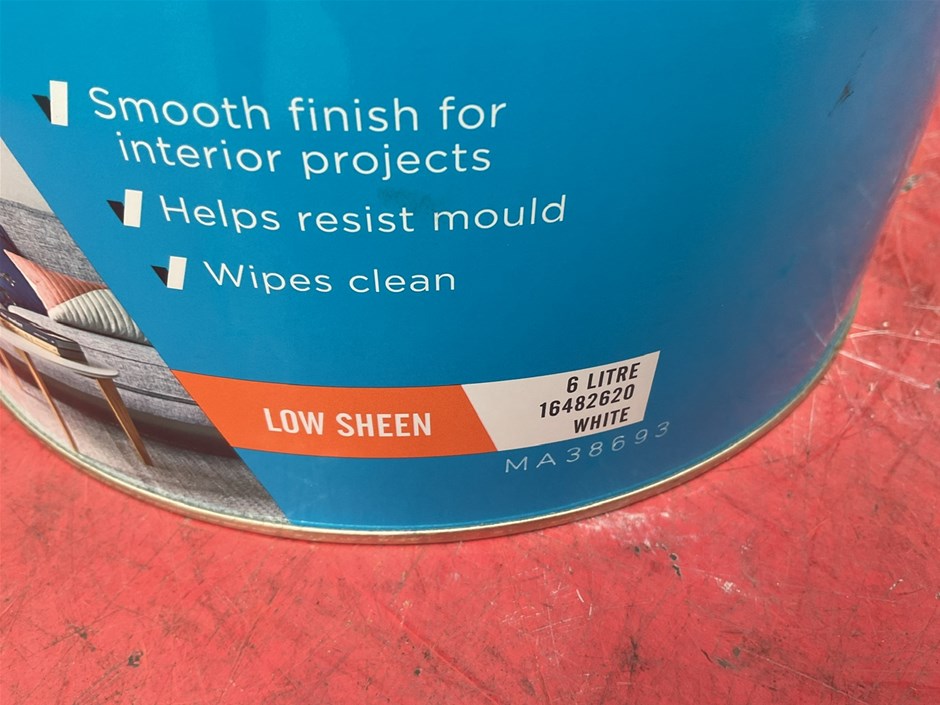 Smooth finish for
interior projects
Helps resist mould
Wipes clean
LOW SHEEN
6 LITRE
16482620
WHITE
MA38693